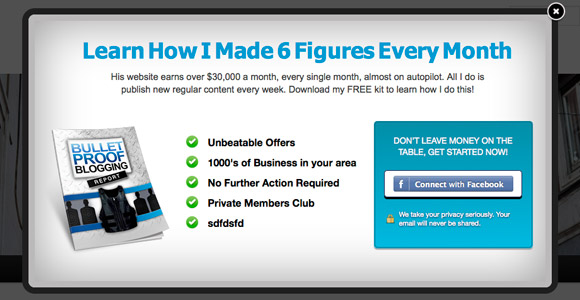 Learn How I Made 6 Figures Every Month
His website earns over $30,000 a month, every single month, almost on autopilot. All I do is
publish new regular content every week. Download my FREE kit to learn how I do this!
BULLET
PROOF
BLOGGING
REPORT
Unbeatable Offers
1000's of Business in your area
No Further Action Required
Private Members Club
sdfdsfd
DON'T LEAVE MONEY ON THE
TABLE, GET STARTED NOW!
f Connect with Facebook
We take your privacy seriously. Your
email will never be shared.